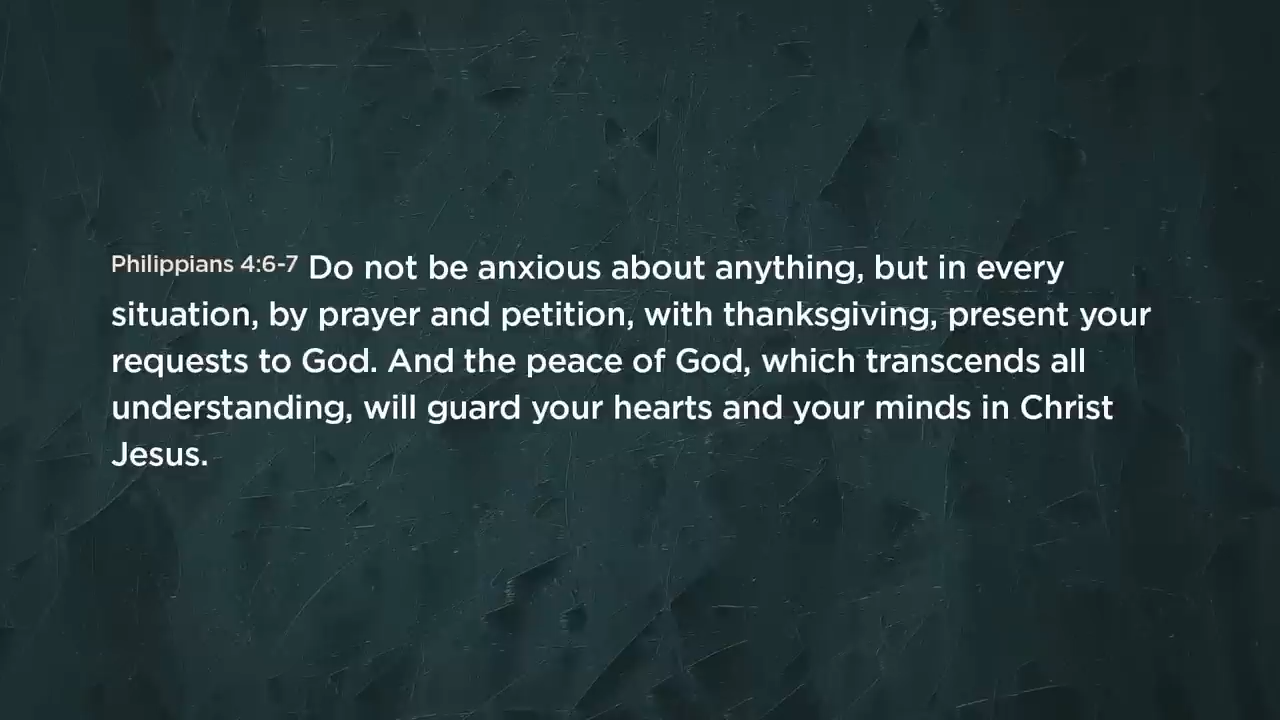 Philippians 4:6-7 Do not be anxious about anything, but in every
situation, by prayer and petition, with thanksgiving, present your
requests to God. And the peace of God, which transcends all
understanding, will guard your hearts and your minds in Christ
Jesus.